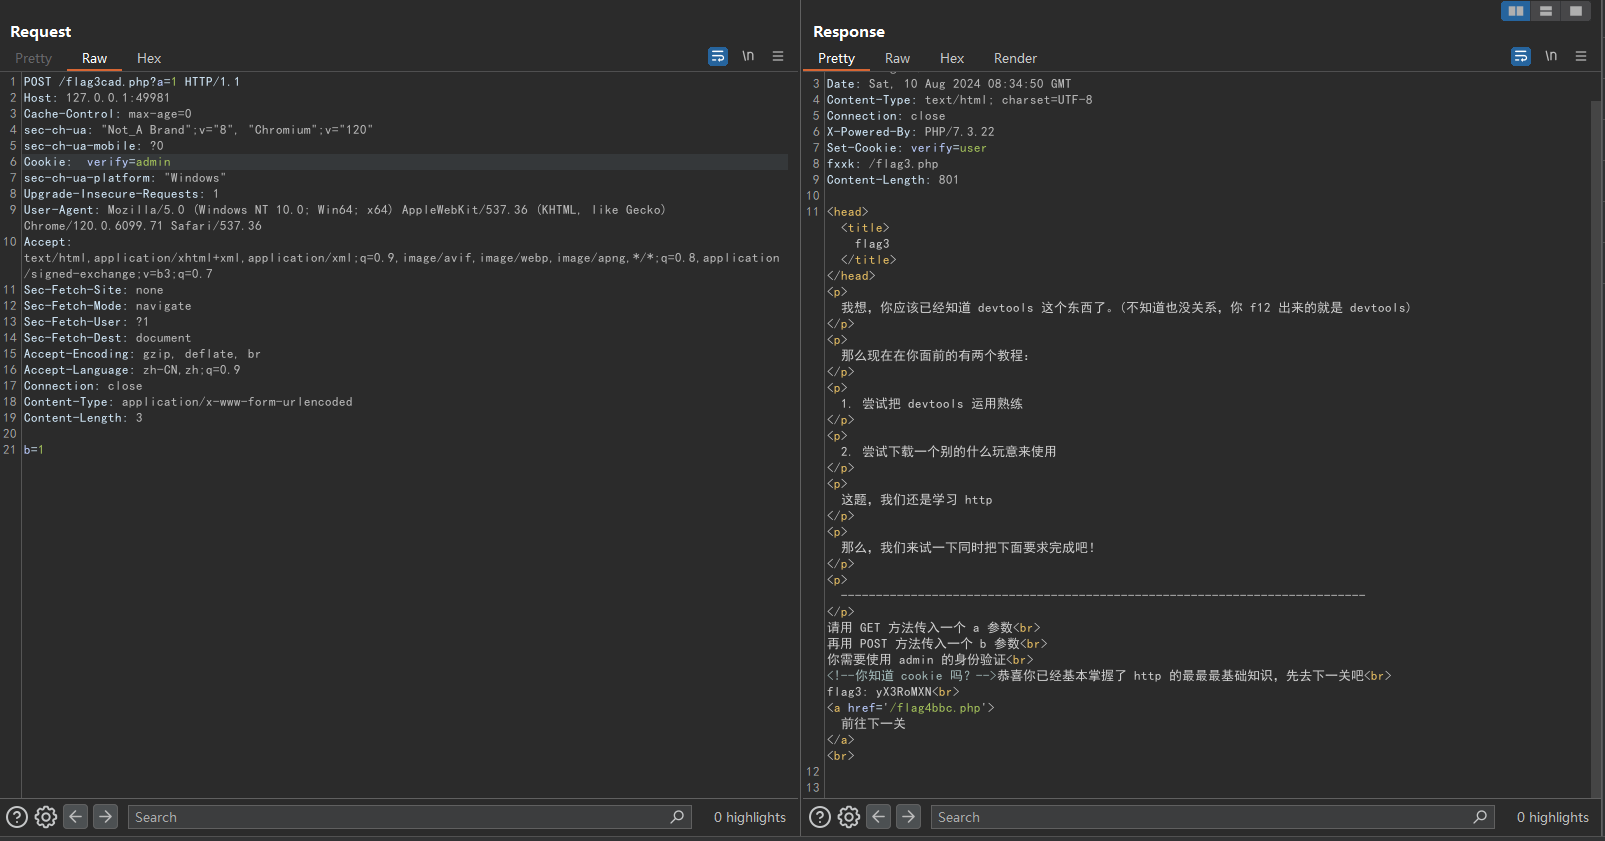 Request
Pretty Raw Hex
\n
1 POST /flag3cad.php?a=1 HTTP/1.1
2 Host: 127.0.0.1:49981
3 Cache-Control: max-age=0
4 sec-ch-ua: "Not_A Brand";v="8", "Chromium";v="120"
5 sec-ch-ua-mobile: ?0
6 Cookie:  verify=admin
7 sec-ch-ua-platform: "Windows"
8 Upgrade-Insecure-Requests: 1
9 User-Agent: Mozilla/5.0 (Windows NT 10.0; Win64; x64) AppleWebKit/537.36 (KHTML, like Gecko)
Chrome/120.0.6099.71 Safari/537.36
10 Accept:
text/html,application/xhtml+xml,application/xml;q=0.9,image/avif,image/webp,image/apng,*/*;q=0.8,application
/signed-exchange;v=b3;q=0.7
11 Sec-Fetch-Site: none
12 Sec-Fetch-Mode: navigate
13 Sec-Fetch-User: ?1
14 Sec-Fetch-Dest: document
15 Accept-Encoding: gzip, deflate, br
16 Accept-Language: zh-CN,zh;q=0.9
17 Connection: close
18 Content-Type: application/x-www-form-urlencoded
19 Content-Length: 3
20
21 b=1
Search
0 highlights
Response
Pretty Raw Hex Render
\n
3 Date: Sat, 10 Aug 2024 08:34:50 GMT
4 Content-Type: text/html; charset=UTF-8
5 Connection: close
6 X-Powered-By: PHP/7.3.22
7 Set-Cookie: verify=user
8 fxxk: /flag3.php
9 Content-Length: 801
10
11 <head>
<title>
flag3
</title>
</head>
<p>
我想，你应该已经知道 devtools 这个东西了。(不知道也没关系，你 f12 出来的就是 devtools)
</p>
<p>
那么现在在你面前的有两个教程：
</p>
<p>
1. 尝试把 devtools 运用熟练
</p>
<p>
2. 尝试下载一个别的什么玩意来使用
</p>
<p>
这题，我们还是学习 http
</p>
<p>
那么，我们来试一下同时把下面要求完成吧！
</p>
<p>
---------------------------------------------------------------------------
</p>
请用 GET 方法传入一个 a 参数<br>
再用 POST 方法传入一个 b 参数<br>
你需要使用 admin 的身份验证<br>
<!--你知道 cookie 吗？-->恭喜你已经基本掌握了 http 的最最最基础知识，先去下一关吧<br>
flag3: yX3RoMXN<br>
<a href='/flag4bbc.php'>
前往下一关
</a>
<br>
12
13
Search
0 highlights